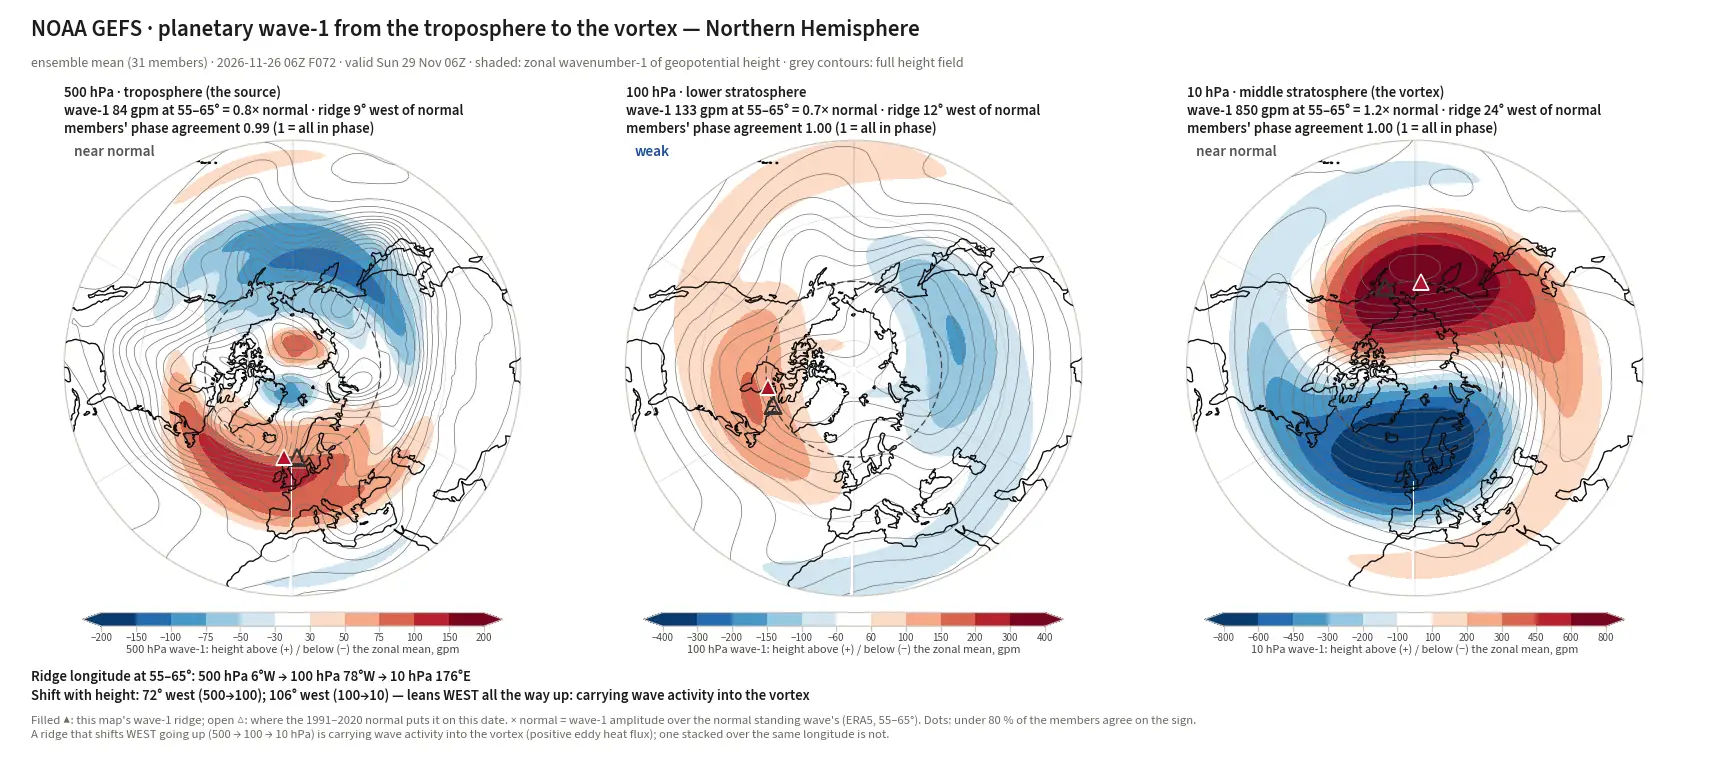 NOAA GEFS · planetary wave-1 from the troposphere to the vortex — Northern Hemisphere
ensemble mean (31 members) · 2026-11-26 06Z F072 · valid Sun 29 Nov 06Z · shaded: zonal wavenumber-1 of geopotential height · grey contours: full height field
500 hPa · troposphere (the source)
wave-1 84 gpm at 55–65° = 0.8× normal · ridge 9° west of normal
members' phase agreement 0.99 (1 = all in phase)
near normal
100 hPa · lower stratosphere
wave-1 133 gpm at 55–65° = 0.7× normal · ridge 12° west of normal
members' phase agreement 1.00 (1 = all in phase)
weak
10 hPa · middle stratosphere (the vortex)
wave-1 850 gpm at 55–65° = 1.2× normal · ridge 24° west of normal
members' phase agreement 1.00 (1 = all in phase)
near normal
−200 −150 −100 −75 −50 −30 30 50 75 100 150 200
500 hPa wave-1: height above (+) / below (−) the zonal mean, gpm
−400 −300 −200 −150 −100 −60 60 100 150 200 300 400
100 hPa wave-1: height above (+) / below (−) the zonal mean, gpm
−800 −600 −450 −300 −200 −100 100 200 300 450 600 800
10 hPa wave-1: height above (+) / below (−) the zonal mean, gpm
Ridge longitude at 55–65°: 500 hPa 6°W → 100 hPa 78°W → 10 hPa 176°E
Shift with height: 72° west (500→100); 106° west (100→10) — leans WEST all the way up: carrying wave activity into the vortex
Filled ▲: this map's wave-1 ridge; open △: where the 1991–2020 normal puts it on this date. × normal = wave-1 amplitude over the normal standing wave's (ERA5, 55–65°). Dots: under 80 % of the members agree on the sign.
A ridge that shifts WEST going up (500 → 100 → 10 hPa) is carrying wave activity into the vortex (positive eddy heat flux); one stacked over the same longitude is not.